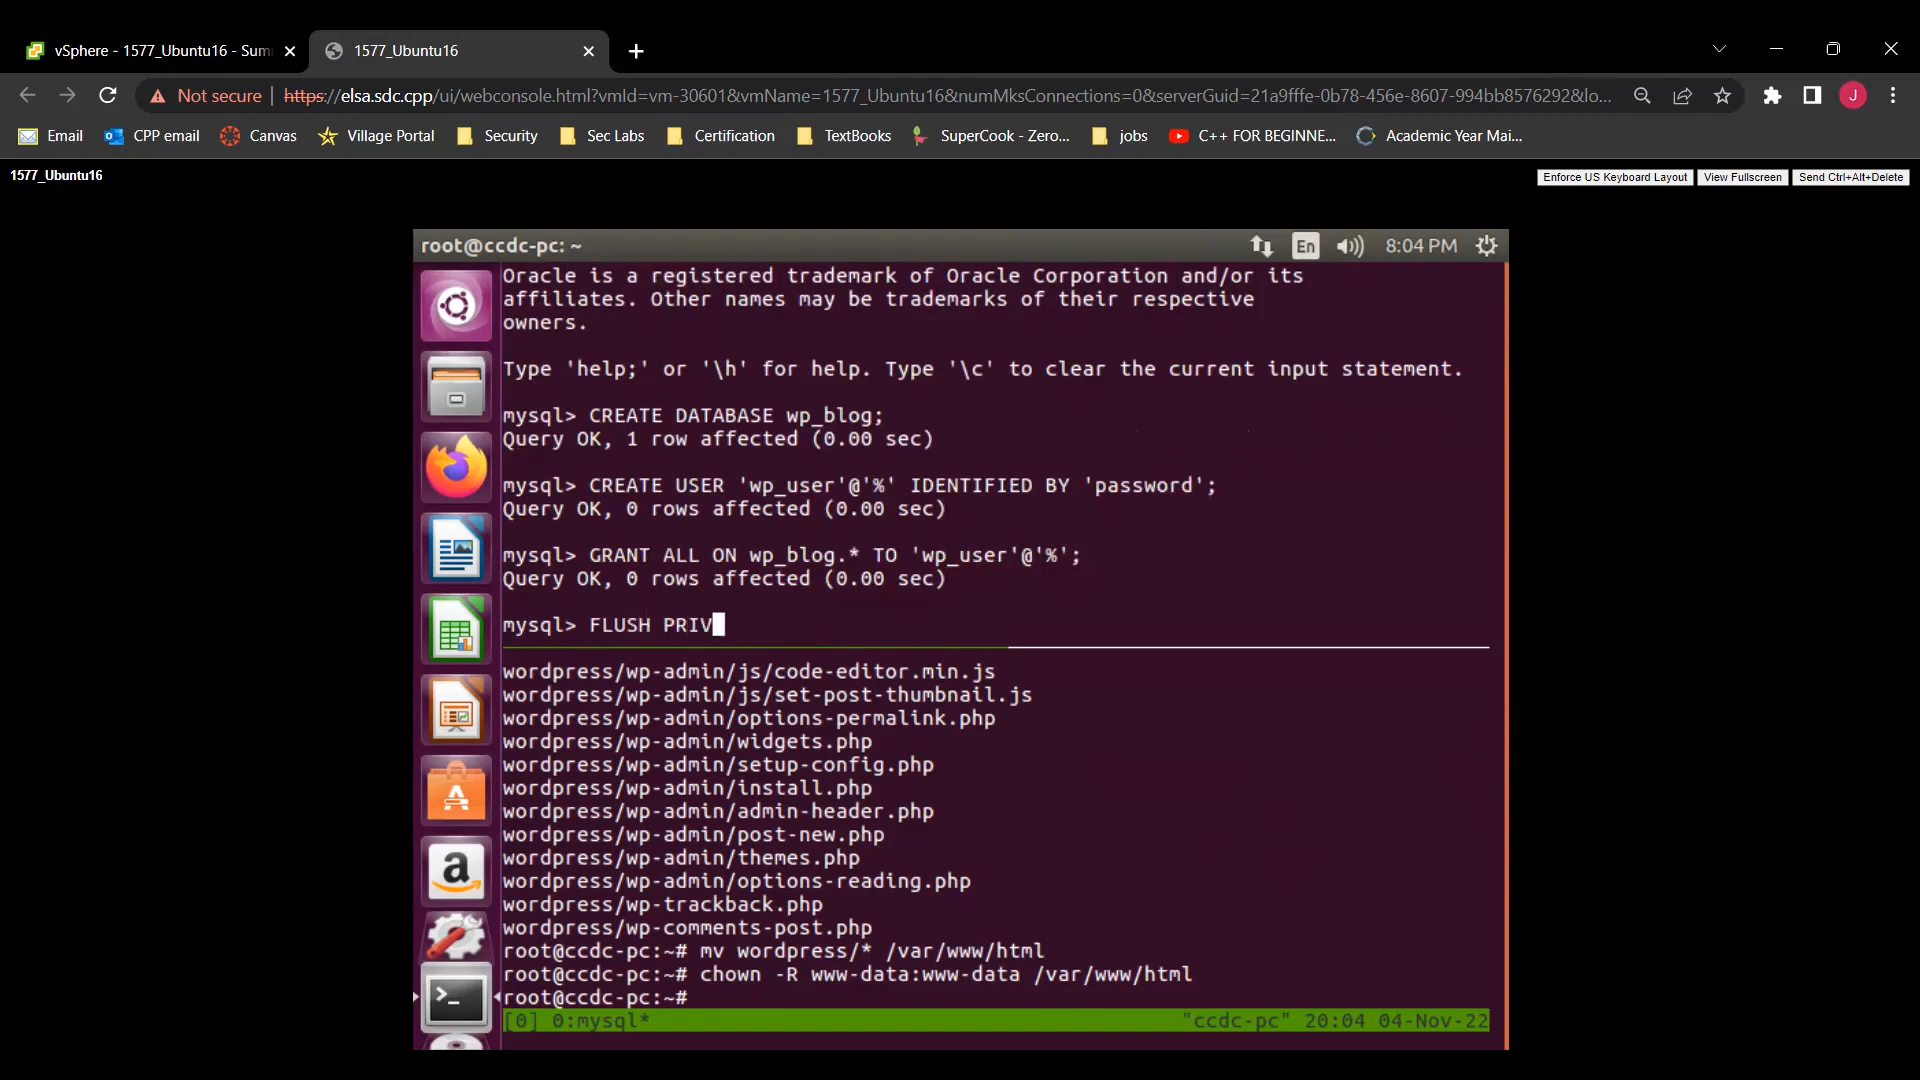 vSphere - 1577_Ubuntu16 - Sum
1577_Ubuntu16
Not secure | https://elsa.sdc.cpp/ui/webconsole.html?vmId=vm-30601&vmName=1577_Ubuntu16&numMksConnections=0&serverGuid=21a9fffe-0b78-456e-8607-994bb8576292&lo...
J
Email
CPP email
Canvas
Village Portal
Security
Sec Labs
Certification
TextBooks
SuperCook - Zero...
jobs
C++ FOR BEGINNE...
Academic Year Mai...
1577_Ubuntu16
Enforce US Keyboard Layout
View Fullscreen
Send Ctrl+Alt+Delete
root@ccdc-pc: ~
En
8:04 PM
Oracle is a registered trademark of Oracle Corporation and/or its
affiliates. Other names may be trademarks of their respective
owners.
Type 'help;' or '\h' for help. Type '\c' to clear the current input statement.
mysql> CREATE DATABASE wp_blog;
Query OK, 1 row affected (0.00 sec)
mysql> CREATE USER 'wp_user'@'%' IDENTIFIED BY 'password';
Query OK, 0 rows affected (0.00 sec)
mysql> GRANT ALL ON wp_blog.* TO 'wp_user'@'%';
Query OK, 0 rows affected (0.00 sec)
mysql> FLUSH PRIV
wordpress/wp-admin/js/code-editor.min.js
wordpress/wp-admin/js/set-post-thumbnail.js
wordpress/wp-admin/options-permalink.php
wordpress/wp-admin/widgets.php
wordpress/wp-admin/setup-config.php
wordpress/wp-admin/install.php
wordpress/wp-admin/admin-header.php
wordpress/wp-admin/post-new.php
wordpress/wp-admin/themes.php
wordpress/wp-admin/options-reading.php
wordpress/wp-trackback.php
wordpress/wp-comments-post.php
root@ccdc-pc:~# mv wordpress/* /var/www/html
root@ccdc-pc:~# chown -R www-data:www-data /var/www/html
root@ccdc-pc:~#
[0] 0:mysql* "ccdc-pc" 20:04 04-Nov-22